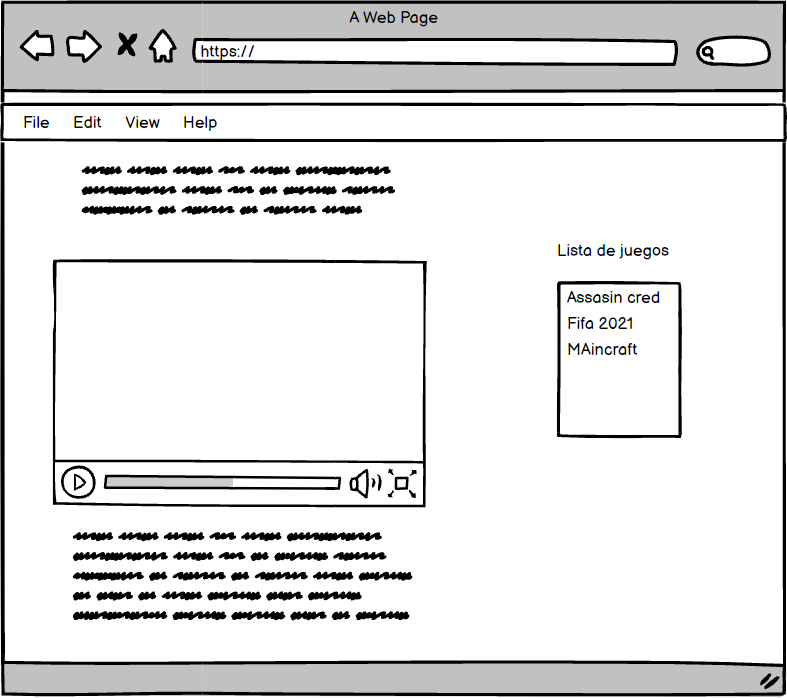 A Web Page
https://
File Edit View Help
Lista de juegos
Assasin cred
Fifa 2021
MAincraft